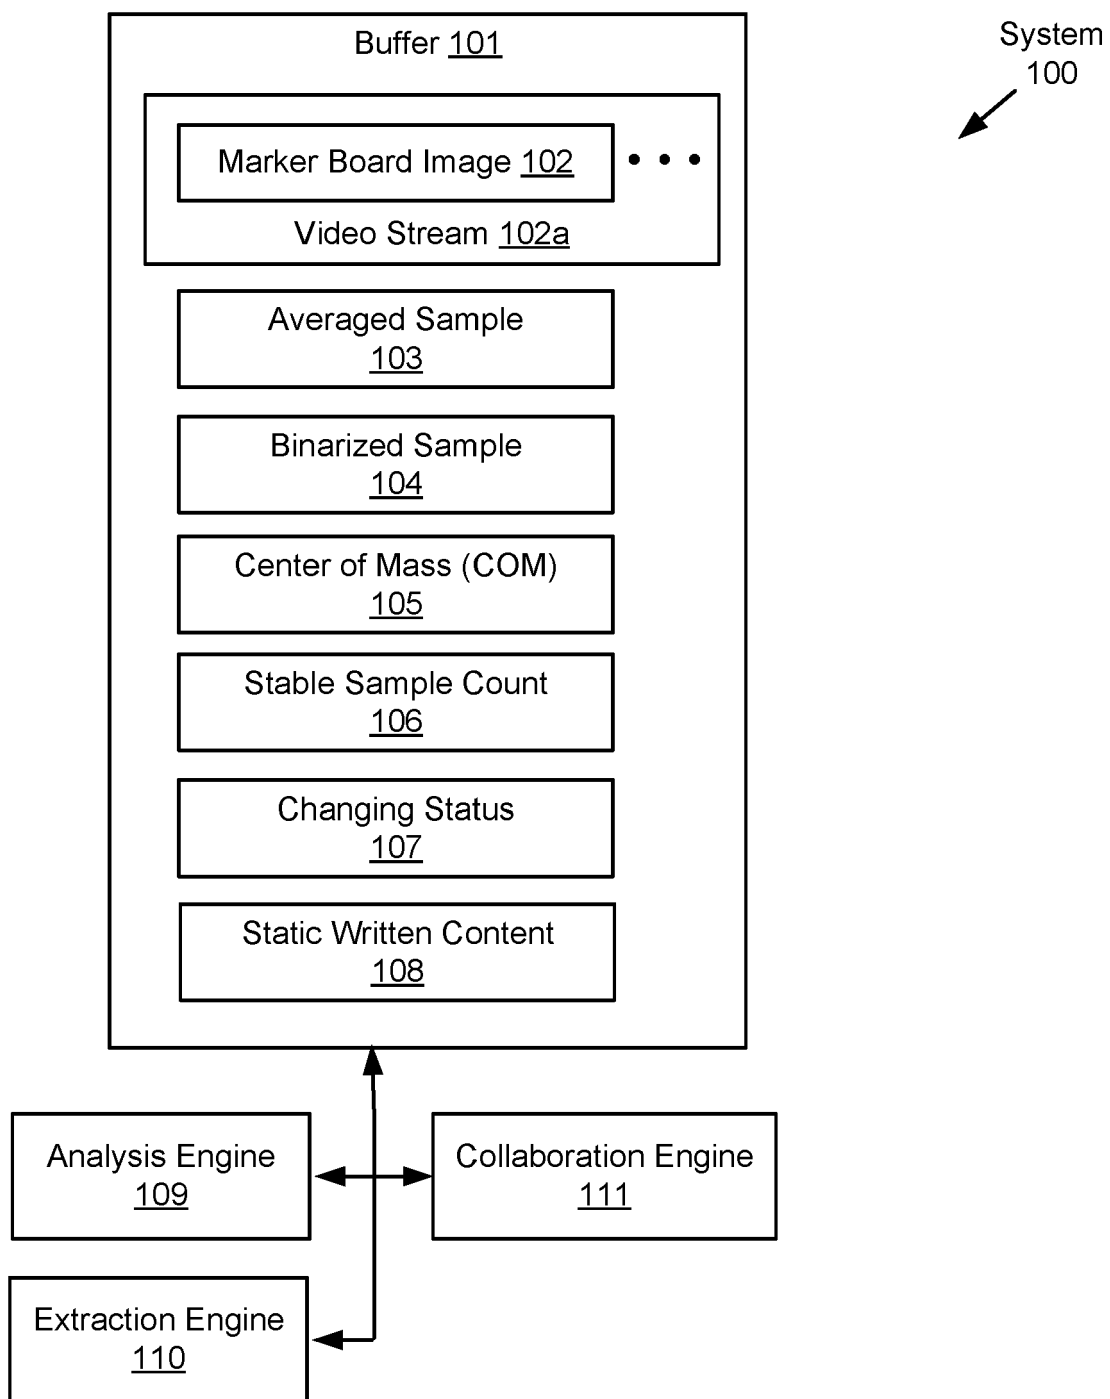 Buffer 101
System
100
Marker Board Image 102
Video Stream 102a
Averaged Sample
103
Binarized Sample
104
Center of Mass (COM)
105
Stable Sample Count
106
Changing Status
107
Static Written Content
108
Analysis Engine
109
Collaboration Engine
111
Extraction Engine
110